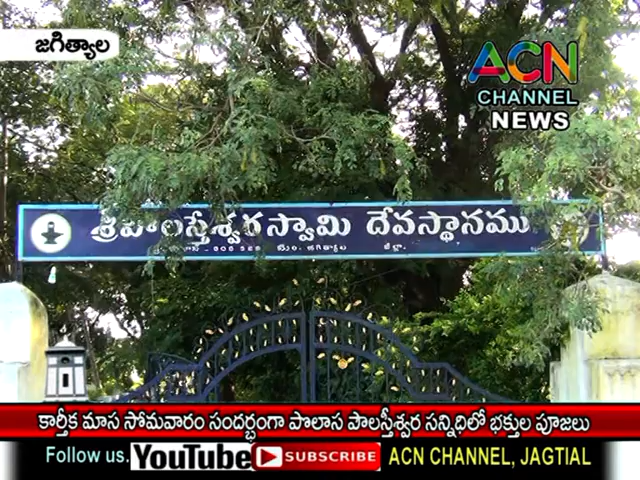 జగిత్యాల
ACN
CHANNEL
NEWS
శ్రీ పౌలస్తేశ్వర స్వామి దేవస్థానము
జిల్లా.
కార్తీక మాస సోమవారం సందర్భంగా పొలాస పౌలస్తీశ్వర సన్నిధిలో భక్తుల పూజలు
Follow us. YouTube SUBSCRIBE ACN CHANNEL, JAGTIAL